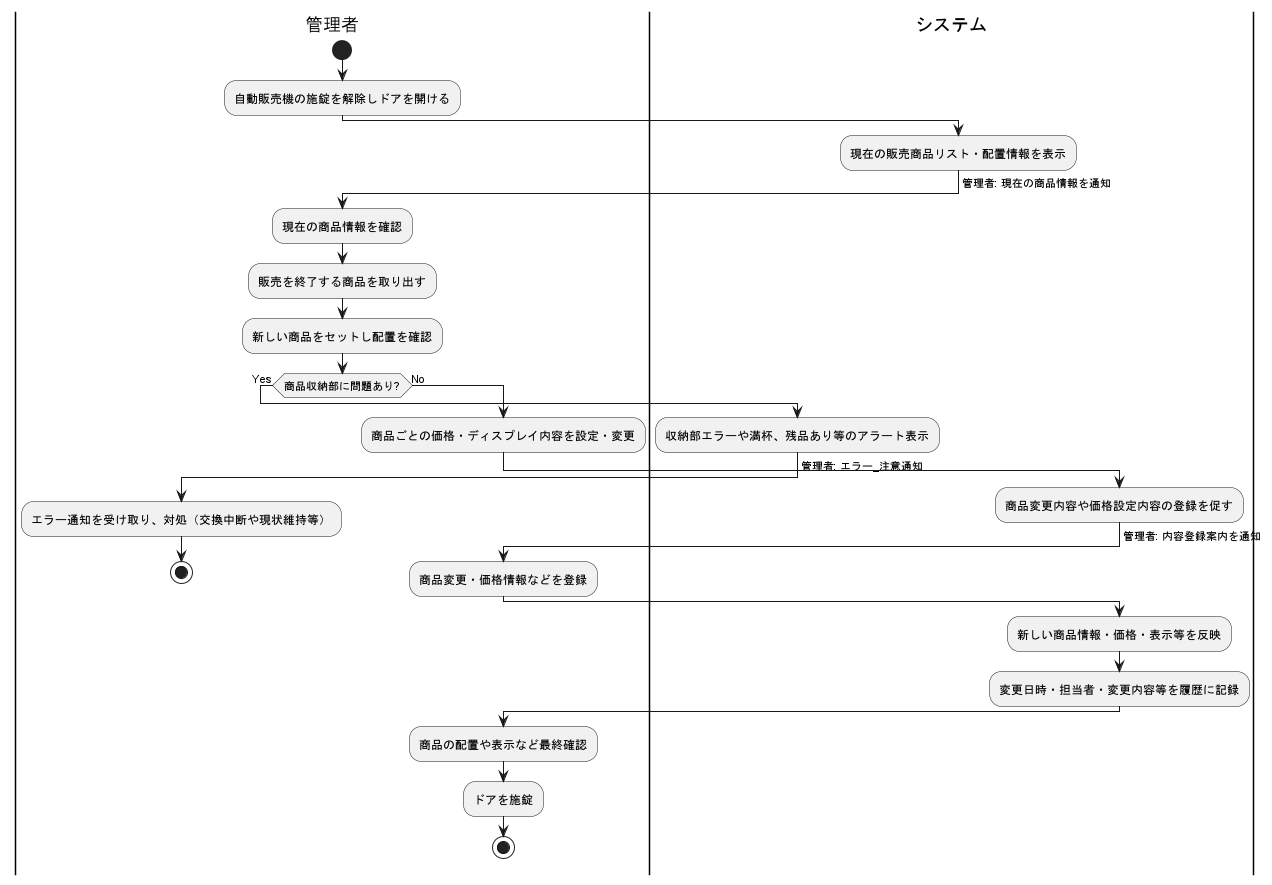 管理者
システム
自動販売機の施錠を解除しドアを開ける
現在の販売商品リスト・配置情報を表示
管理者: 現在の商品情報を通知
現在の商品情報を確認
販売を終了する商品を取り出す
新しい商品をセットし配置を確認
Yes
商品収納部に問題あり?
No
商品ごとの価格・ディスプレイ内容を設定・変更
収納部エラーや満杯、残品あり等のアラート表示
管理者: エラー_注意通知
エラー通知を受け取り、対処（交換中断や現状維持等）
商品変更内容や価格設定内容の登録を促す
管理者: 内容登録案内を通知
商品変更・価格情報などを登録
新しい商品情報・価格・表示等を反映
変更日時・担当者・変更内容等を履歴に記録
商品の配置や表示など最終確認
ドアを施錠